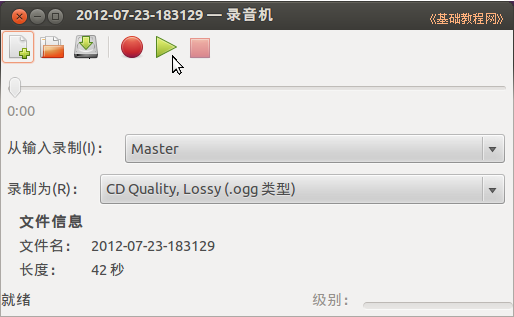 2012-07-23-183129 — 录音机
《基础教程网》
0:00
从输入录制(I)： Master
录制为(R)： CD Quality, Lossy (.ogg 类型)
文件信息
文件名： 2012-07-23-183129
长度： 42 秒
就绪 级别：